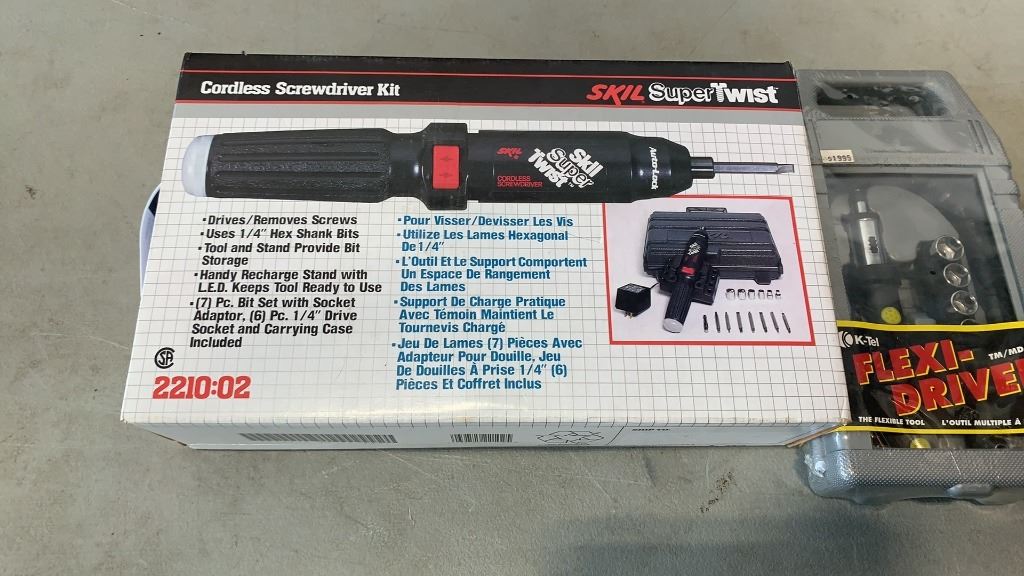 Cordless Screwdriver Kit
SKIL SuperTwist
SKIL
CORDLESS
SCREWDRIVER
Skil
Super
Twist
Auto-Lock
• Drives/Removes Screws
• Uses 1/4" Hex Shank Bits
• Tool and Stand Provide Bit
Storage
• Handy Recharge Stand with
L.E.D. Keeps Tool Ready to Use
• (7) Pc. Bit Set with Socket
Adaptor, (6) Pc. 1/4" Drive
Socket and Carrying Case
Included
• Pour Visser/Devisser Les Vis
• Utilize Les Lames Hexagonal
De 1/4"
• L'Outil Et Le Support Comportent
Un Espace De Rangement
Des Lames
• Support De Charge Pratique
Avec Témoin Maintient Le
Tournevis Chargé
• Jeu De Lames (7) Pièces Avec
Adapteur Pour Douille, Jeu
De Douilles À Prise 1/4" (6)
Pièces Et Coffret Inclus
SA
2210:02
$1995
K-Tel
FLEXI-
TM/MD
DRIVE
THE FLEXIBLE TOOL
L'OUTIL MULTIPLE À